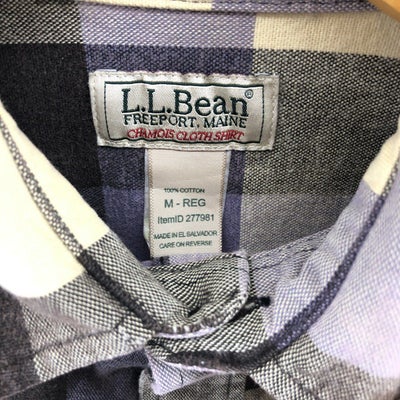 L.L.Bean®
FREEPORT, MAINE
CHAMOIS CLOTH SHIRT
100% COTTON
M - REG
ItemID 277981
MADE IN EL SALVADOR
CARE ON REVERSE